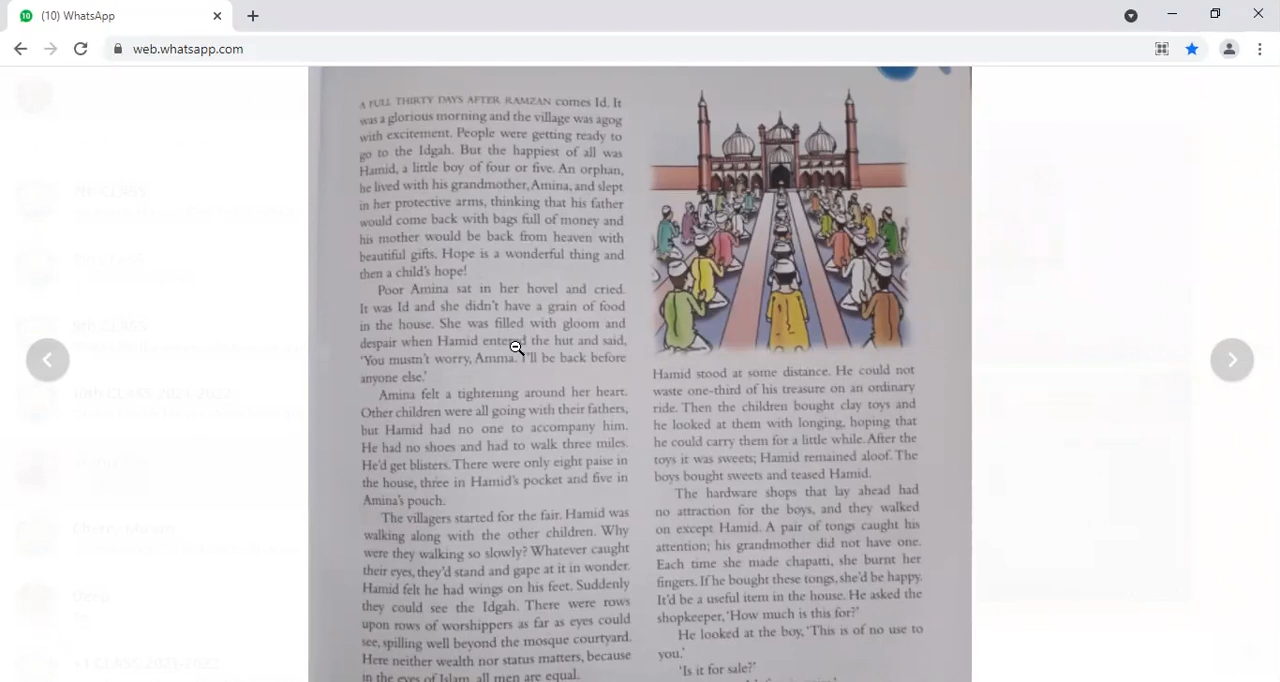 (10) WhatsApp
web.whatsapp.com
A FULL THIRTY DAYS AFTER RAMZAN comes Id. It
was a glorious morning and the village was agog
with excitement. People were getting ready to
go to the Idgah. But the happiest of all was
Hamid, a little boy of four or five. An orphan,
he lived with his grandmother, Amina, and slept
in her protective arms, thinking that his father
would come back with bags full of money and
his mother would be back from heaven with
beautiful gifts. Hope is a wonderful thing and
then a child's hope!
Poor Amina sat in her hovel and cried.
It was Id and she didn't have a grain of food
in the house. She was filled with gloom and
despair when Hamid entered the hut and said,
'You mustn't worry, Amma. I'll be back before
anyone else.'
Amina felt a tightening around her heart.
Other children were all going with their fathers,
but Hamid had no one to accompany him.
He had no shoes and had to walk three miles.
He'd get blisters. There were only eight paise in
the house, three in Hamid's pocket and five in
Amina's pouch.
The villagers started for the fair. Hamid was
walking along with the other children. Why
were they walking so slowly? Whatever caught
their eyes, they'd stand and gape at it in wonder.
Hamid felt he had wings on his feet. Suddenly
they could see the Idgah. There were rows
upon rows of worshippers as far as eyes could
see, spilling well beyond the mosque courtyard.
Here neither wealth nor status matters, because
in the eyes of Islam, all men are equal.
Hamid stood at some distance. He could not
waste one-third of his treasure on an ordinary
ride. Then the children bought clay toys and
he looked at them with longing, hoping that
he could carry them for a little while. After the
toys it was sweets; Hamid remained aloof. The
boys bought sweets and teased Hamid.
The hardware shops that lay ahead had
no attraction for the boys, and they walked
on except Hamid. A pair of tongs caught his
attention; his grandmother did not have one.
Each time she made chapatti, she burnt her
fingers. If he bought these tongs, she'd be happy.
It'd be a useful item in the house. He asked the
shopkeeper, 'How much is this for?'
He looked at the boy, 'This is of no use to
you.'
'Is it for sale?'